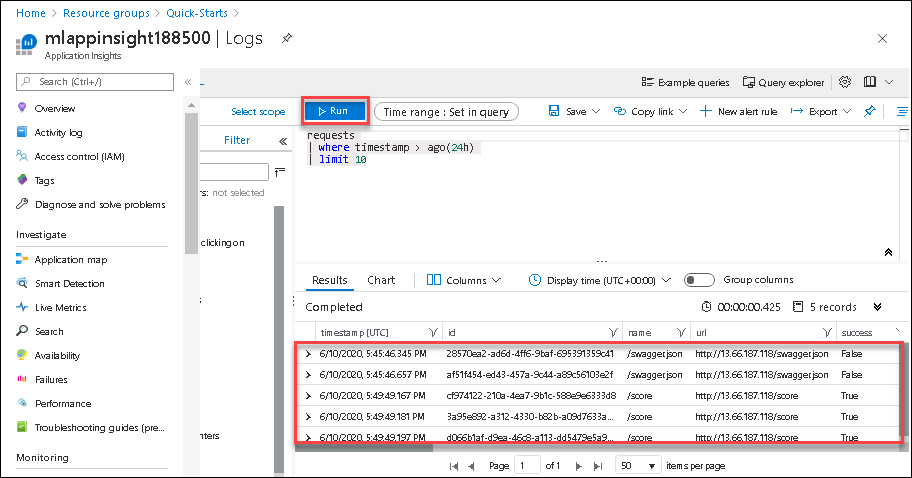 Home > Resource groups > Quick-Starts >
mlappinsight188500 | Logs
Application Insights
Search (Ctrl+/)
Overview
Activity log
Access control (IAM)
Tags
Diagnose and solve problems
Investigate
Application map
Smart Detection
Live Metrics
Search
Availability
Failures
Performance
Troubleshooting guides (pre...
Monitoring
Example queries
Query explorer
Select scope
Run
Time range : Set in query
Save
Copy link
New alert rule
Export
Filter
rs: not selected
clicking on
nters
requests
| where timestamp > ago(24h)
| limit 10
Results
Chart
Columns
Display time (UTC+00:00)
Group columns
Completed
00:00:00.425
5 records
timestamp [UTC] id name url success
6/10/2020, 5:45:46.345 PM 28570ea2-ad6d-4ff6-9baf-695391359c41 /swagger.json http://13.66.187.118/swagger.json False
6/10/2020, 5:45:46.657 PM af51f454-ed43-457a-9c44-a89c56103e2f /swagger.json http://13.66.187.118/swagger.json False
6/10/2020, 5:49:49.167 PM cf974122-210a-4ea7-9b1c-588e9e6333d8 /score http://13.66.187.118/score True
6/10/2020, 5:49:49.181 PM 3a95e892-a312-4330-b82b-a09d7633a... /score http://13.66.187.118/score True
6/10/2020, 5:49:49.197 PM d066b1af-d9ea-46c8-a113-dd5479e5a9... /score http://13.66.187.118/score True
Page 1 of 1 50 items per page